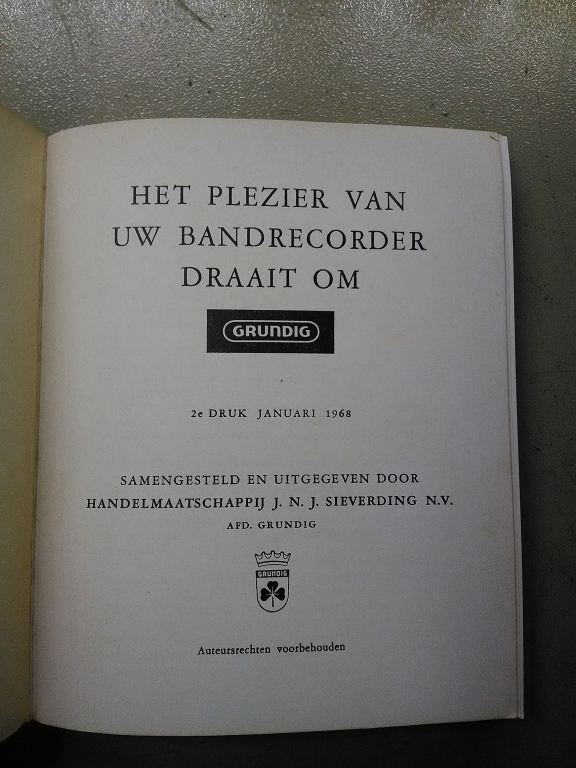 HET PLEZIER VAN
UW BANDRECORDER
DRAAIT OM
GRUNDIG
2e DRUK JANUARI 1968
SAMENGESTELD EN UITGEGEVEN DOOR
HANDELMAATSCHAPPIJ J. N. J. SIEVERDING N.V.
AFD. GRUNDIG
GRUNDIG
Auteursrechten voorbehouden